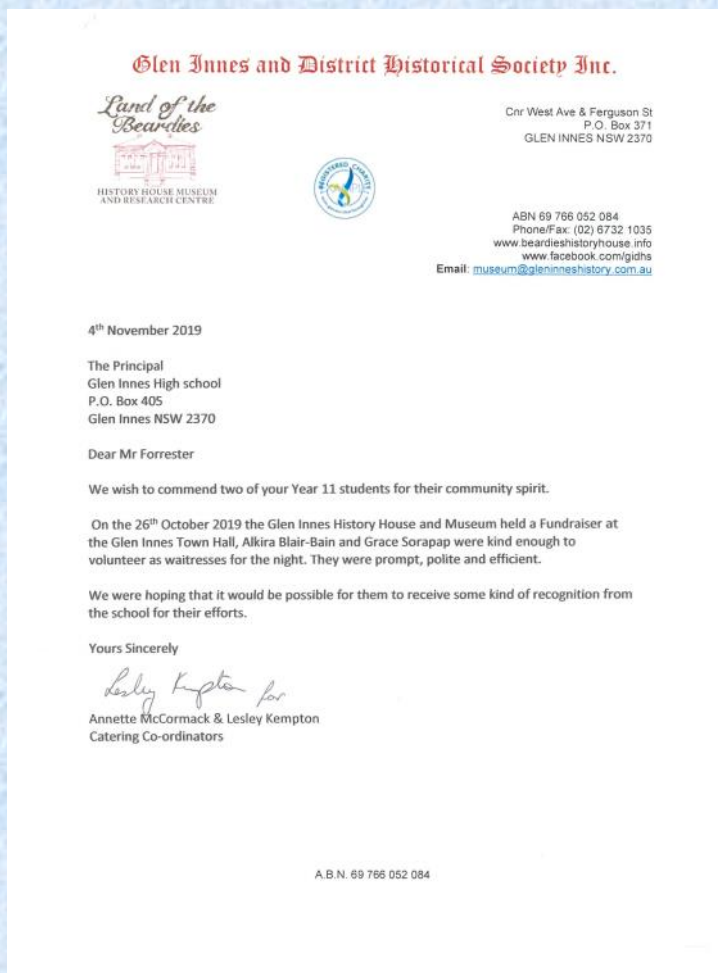 Glen Innes and District Historical Society Inc.
Land of the
Beardies
HISTORY HOUSE MUSEUM
AND RESEARCH CENTRE
REGISTERED CHARITY
Cnr West Ave & Ferguson St
P.O. Box 371
GLEN INNES NSW 2370
ABN 69 766 052 084
Phone/Fax: (02) 6732 1035
www.beardieshistoryhouse.info
www.facebook.com/gidhs
Email: museum@gleninneshistory.com.au
4th November 2019
The Principal
Glen Innes High school
P.O. Box 405
Glen Innes NSW 2370
Dear Mr Forrester
We wish to commend two of your Year 11 students for their community spirit.
On the 26th October 2019 the Glen Innes History House and Museum held a Fundraiser at
the Glen Innes Town Hall, Alkira Blair-Bain and Grace Sorapap were kind enough to
volunteer as waitresses for the night. They were prompt, polite and efficient.
We were hoping that it would be possible for them to receive some kind of recognition from
the school for their efforts.
Yours Sincerely
Lesley Kempton for
Annette McCormack & Lesley Kempton
Catering Co-ordinators
A.B.N. 69 766 052 084